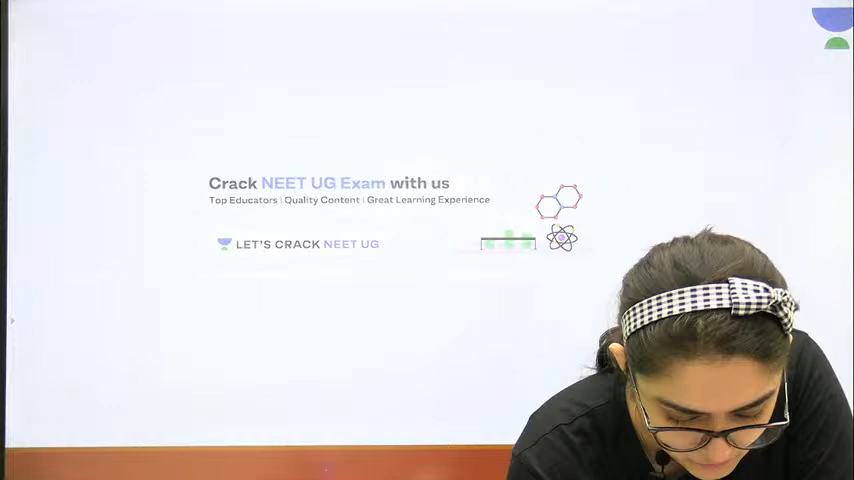 Crack NEET UG Exam with us
Top Educators | Quality Content | Great Learning Experience
LET'S CRACK NEET UG